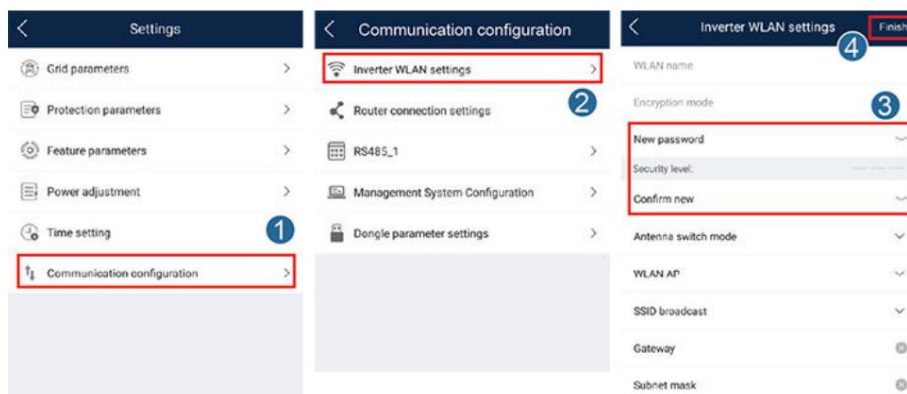 Settings
Grid parameters
Protection parameters
Feature parameters
Power adjustment
Time setting
1
Communication configuration
Communication configuration
Inverter WLAN settings
2
Router connection settings
RS485_1
Management System Configuration
Dongle parameter settings
Inverter WLAN settings
Finish
4
WLAN name
Encryption mode
3
New password
Security level:
Confirm new
Antenna switch mode
WLAN AP
SSID broadcast
Gateway
Subnet mask